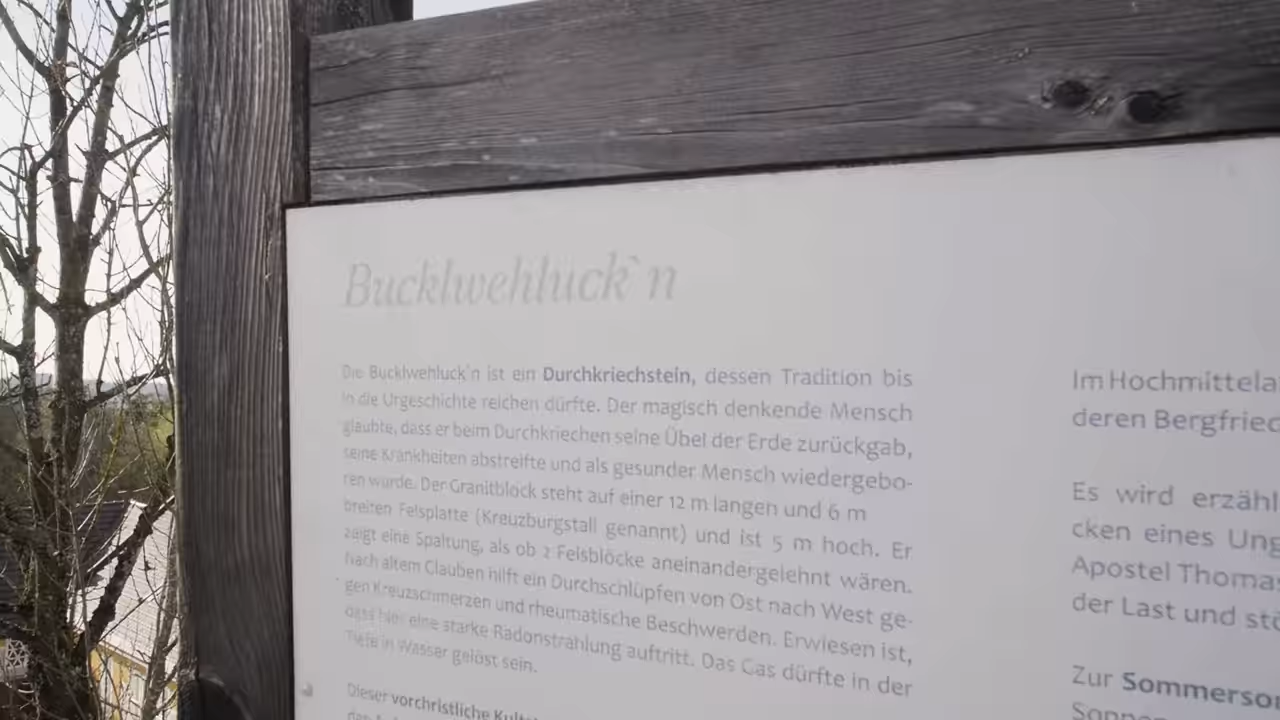 Bucklwehluck`n
Die Bucklwehluck`n ist ein Durchkriechstein, dessen Tradition bis
in die Urgeschichte reichen dürfte. Der magisch denkende Mensch
glaubte, dass er beim Durchkriechen seine Übel der Erde zurückgab,
seine Krankheiten abstreifte und als gesunder Mensch wiedergebo-
ren wurde. Der Granitblock steht auf einer 12 m langen und 6 m
breiten Felsplatte (Kreuzburgstall genannt) und ist 5 m hoch. Er
zeigt eine Spaltung, als ob 2 Felsblöcke aneinandergelehnt wären.
Nach altem Glauben hilft ein Durchschlüpfen von Ost nach West ge-
gen Kreuzschmerzen und rheumatische Beschwerden. Erwiesen ist,
dass hier eine starke Radonstrahlung auftritt. Das Gas dürfte in der
Tiefe in Wasser gelöst sein.
Dieser vorchristliche
Im Hochmittela
deren Bergfried
Es wird erzähl
cken eines Ung
Apostel Thomas
der Last und stö
Zur Sommerson
Sonnen